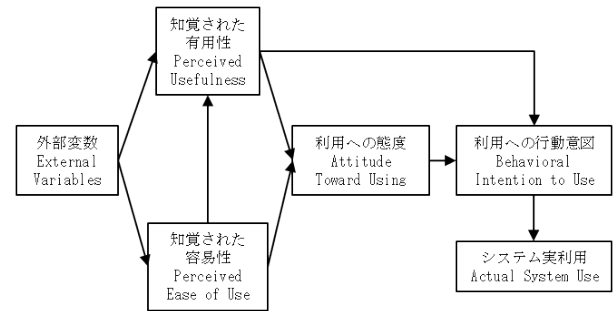 知覚された
有用性
Perceived
Usefulness
外部変数
External
Variables
利用への態度
Attitude
Toward Using
利用への行動意図
Behavioral
Intention to Use
知覚された
容易性
Perceived
Ease of Use
システム実利用
Actual System Use